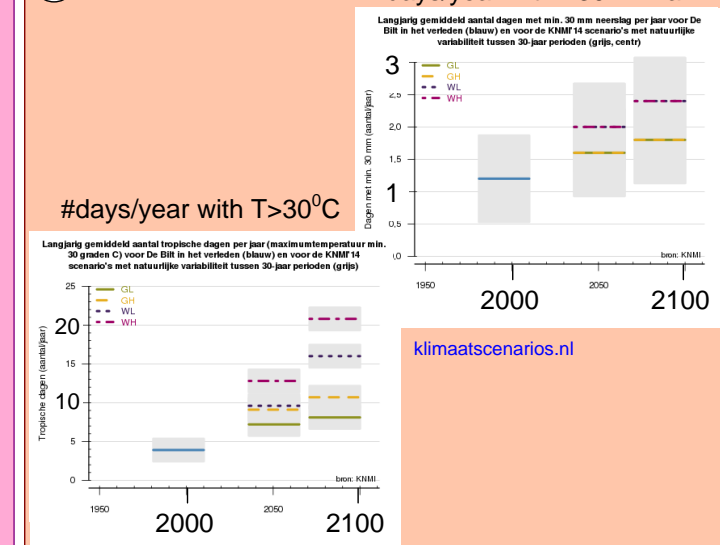 Langjarig gemiddeld aantal dagen met min. 30 mm neerslag per jaar voor De
Bilt in het verleden (blauw) en voor de KNMI'14 scenario's met natuurlijke
variabiliteit tussen 30-jaar perioden (grijs, centr)
Dagen met min. 30 mm (aantal/jaar)
3
2,5
2,0
1,5
1
0,5
GL
GH
WL
WH
bron: KNMI
1950
2000
2050
2100
klimaatscenarios.nl
#days/year with T>30⁰C
Langjarig gemiddeld aantal tropische dagen per jaar (maximumtemperatuur min.
30 graden C) voor De Bilt in het verleden (blauw) en voor de KNMI'14
scenario's met natuurlijke variabiliteit tussen 30-jaar perioden (grijs)
Tropische dagen (aantal/jaar)
25
20
15
10
5
0
GL
GH
WL
WH
bron: KNMI
1950
2000
2050
2100